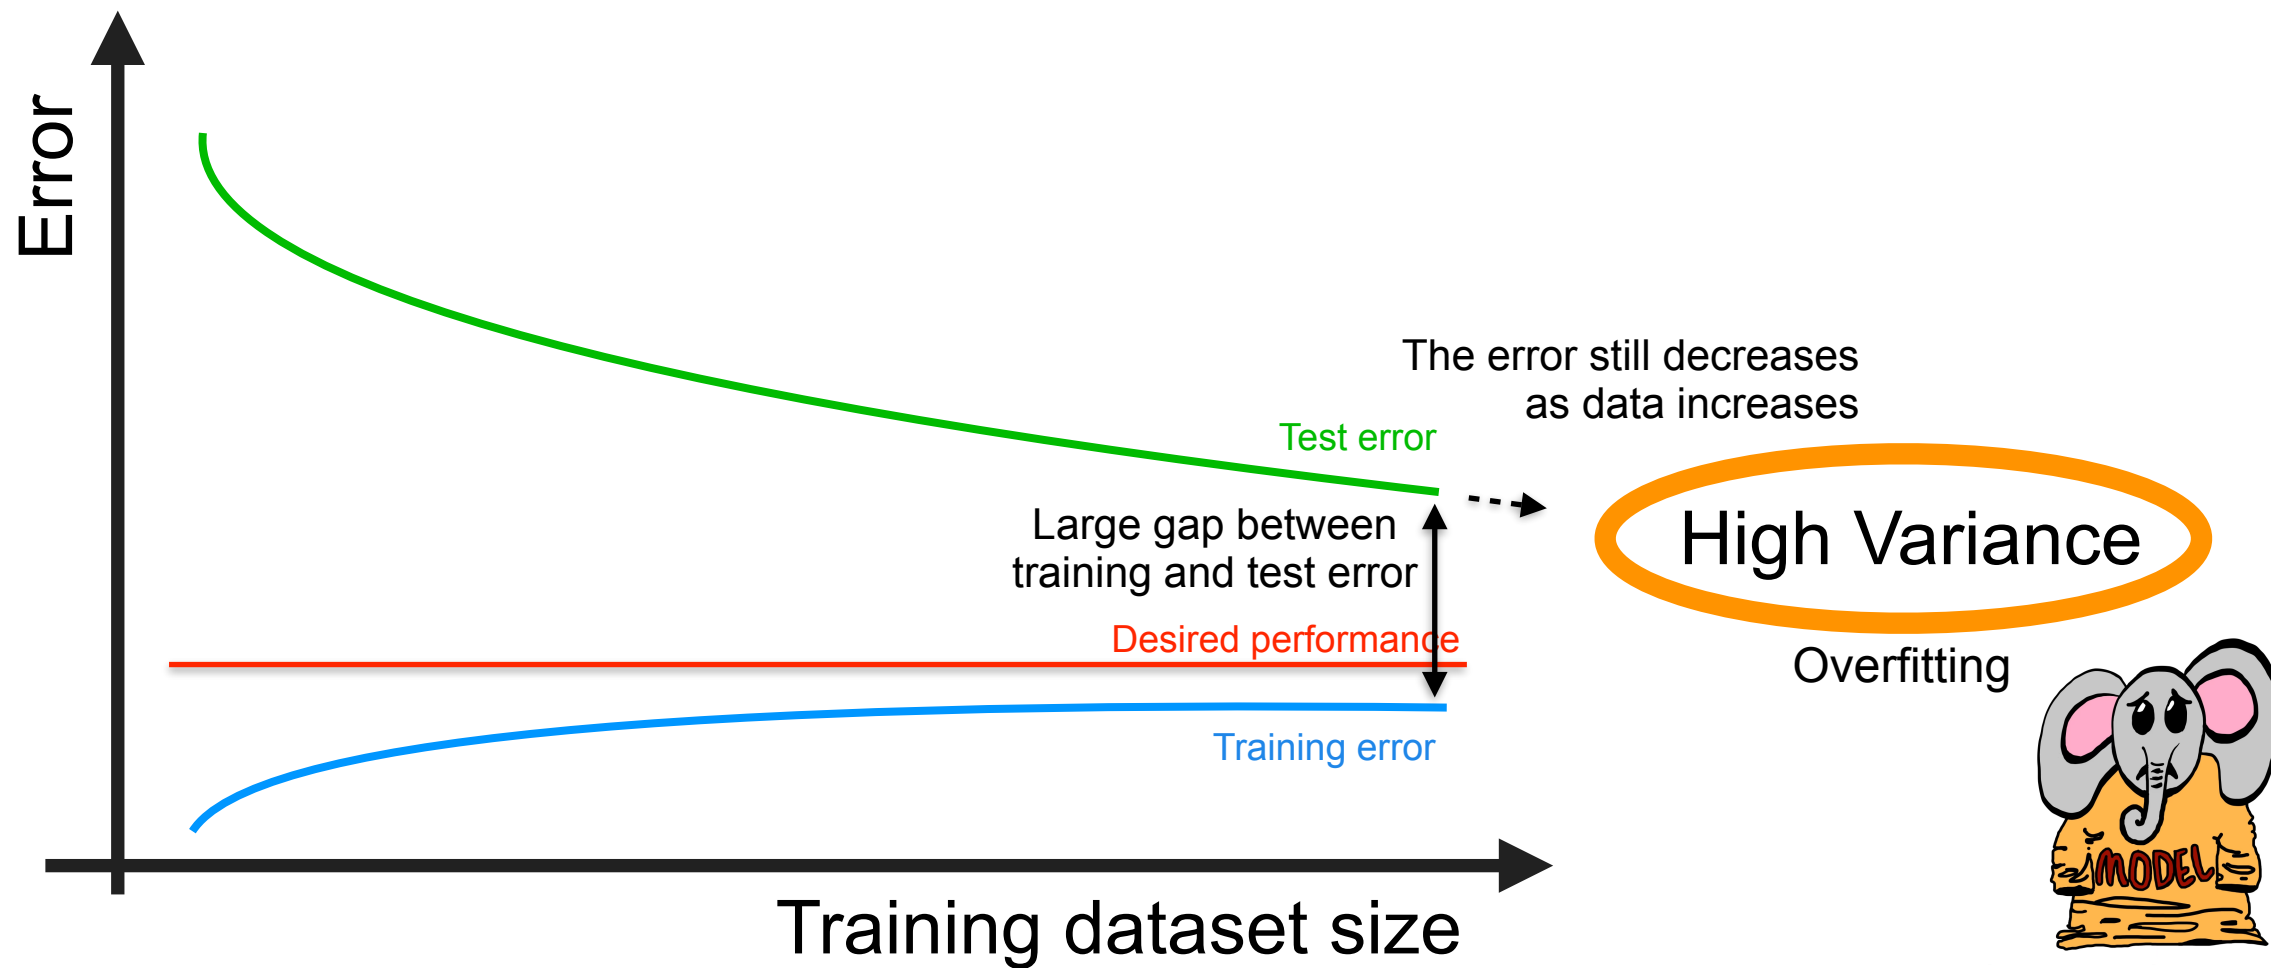 Error
The error still decreases
as data increases
Test error
Large gap between
training and test error
High Variance
Desired performance
Overfitting
Training error
MODEL
Training dataset size